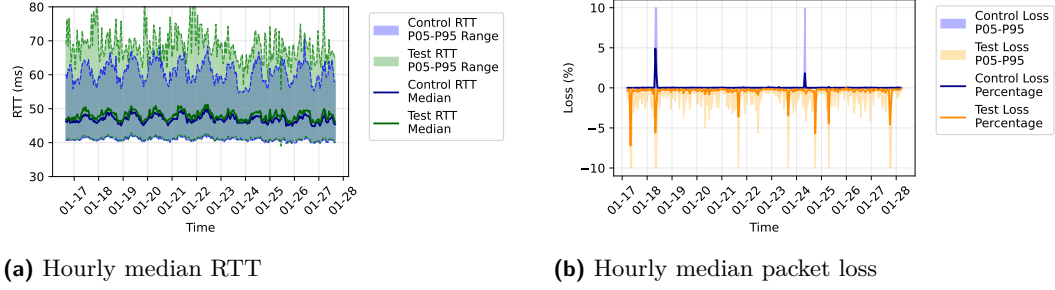 80
70
60
50
40
30
RTT (ms)
01-17
01-18
01-19
01-20
01-21
01-22
01-23
01-24
01-25
01-26
01-27
01-28
Time
Control RTT
P05-P95 Range
Test RTT
P05-P95 Range
Control RTT
Median
Test RTT
Median
(a) Hourly median RTT
10
5
0
−5
−10
Loss (%)
01-17
01-18
01-19
01-20
01-21
01-22
01-23
01-24
01-25
01-26
01-27
01-28
Time
Control Loss
P05-P95
Test Loss
P05-P95
Control Loss
Percentage
Test Loss
Percentage
(b) Hourly median packet loss